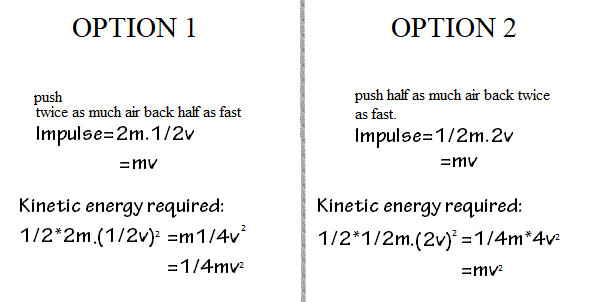 OPTION 1
push
twice as much air back half as fast
Impulse=2m.1/2v
=mv
Kinetic energy required:
1/2*2m.(1/2v)² =m1/4v²
=1/4mv²
OPTION 2
push half as much air back twice
as fast.
Impulse=1/2m.2v
=mv
Kinetic energy required:
1/2*1/2m.(2v)²=1/4m*4v²
=mv²